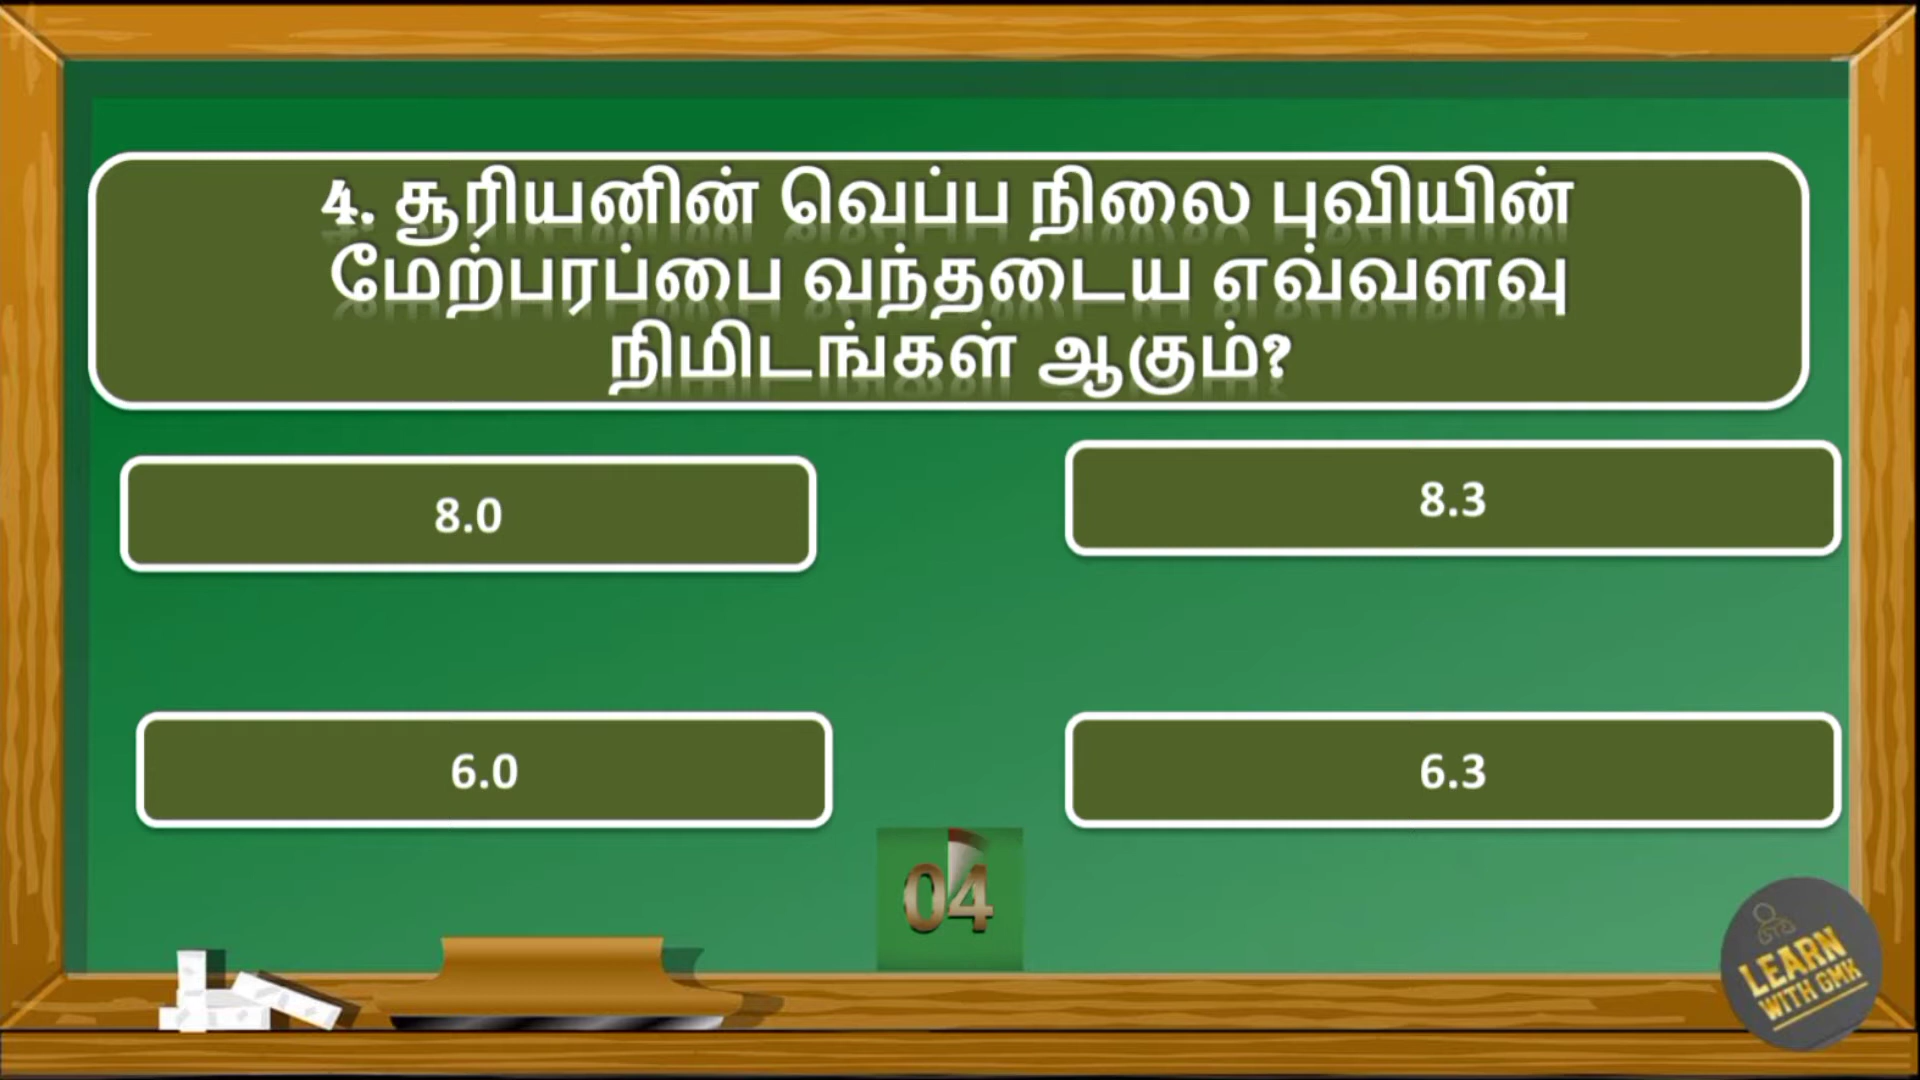 4. சூரியனின் வெப்ப நிலை புவியின்
மேற்பரப்பை வந்தடைய எவ்வளவு
நிமிடங்கள் ஆகும்?
8.0
8.3
6.0
6.3
04
LEARN
WITH GMK